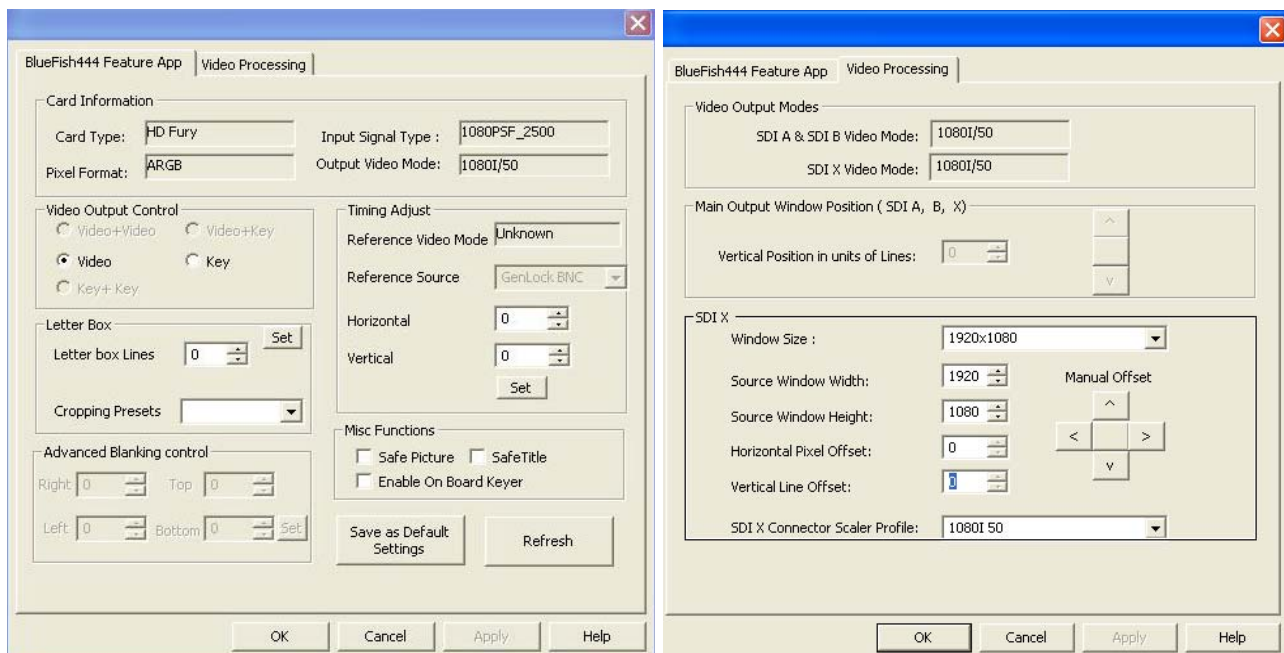 BlueFish444 Feature App Video Processing
Card Information
Card Type: HD Fury Input Signal Type : 1080PSF_2500
Pixel Format: ARGB Output Video Mode: 1080I/50
Video Output Control
Video+Video Video+Key
Video Key
Key+ Key
Timing Adjust
Reference Video Mode Unknown
Reference Source GenLock BNC
Horizontal 0
Vertical 0
Set
Letter Box
Set
Letter box Lines 0
Cropping Presets
Misc Functions
Safe Picture SafeTitle
Enable On Board Keyer
Advanced Blanking control
Right 0 Top 0
Left 0 Bottom 0 Set
Save as Default
Settings
Refresh
OK Cancel Apply Help
BlueFish444 Feature App Video Processing
Video Output Modes
SDI A & SDI B Video Mode: 1080I/50
SDI X Video Mode: 1080I/50
Main Output Window Position ( SDI A, B, X)
^
Vertical Position in units of Lines: 0
v
SDI X
Window Size : 1920x1080
Source Window Width: 1920 Manual Offset
Source Window Height: 1080 ^
Horizontal Pixel Offset: 0 < >
Vertical Line Offset: 0 v
SDI X Connector Scaler Profile: 1080I 50
OK Cancel Apply Help